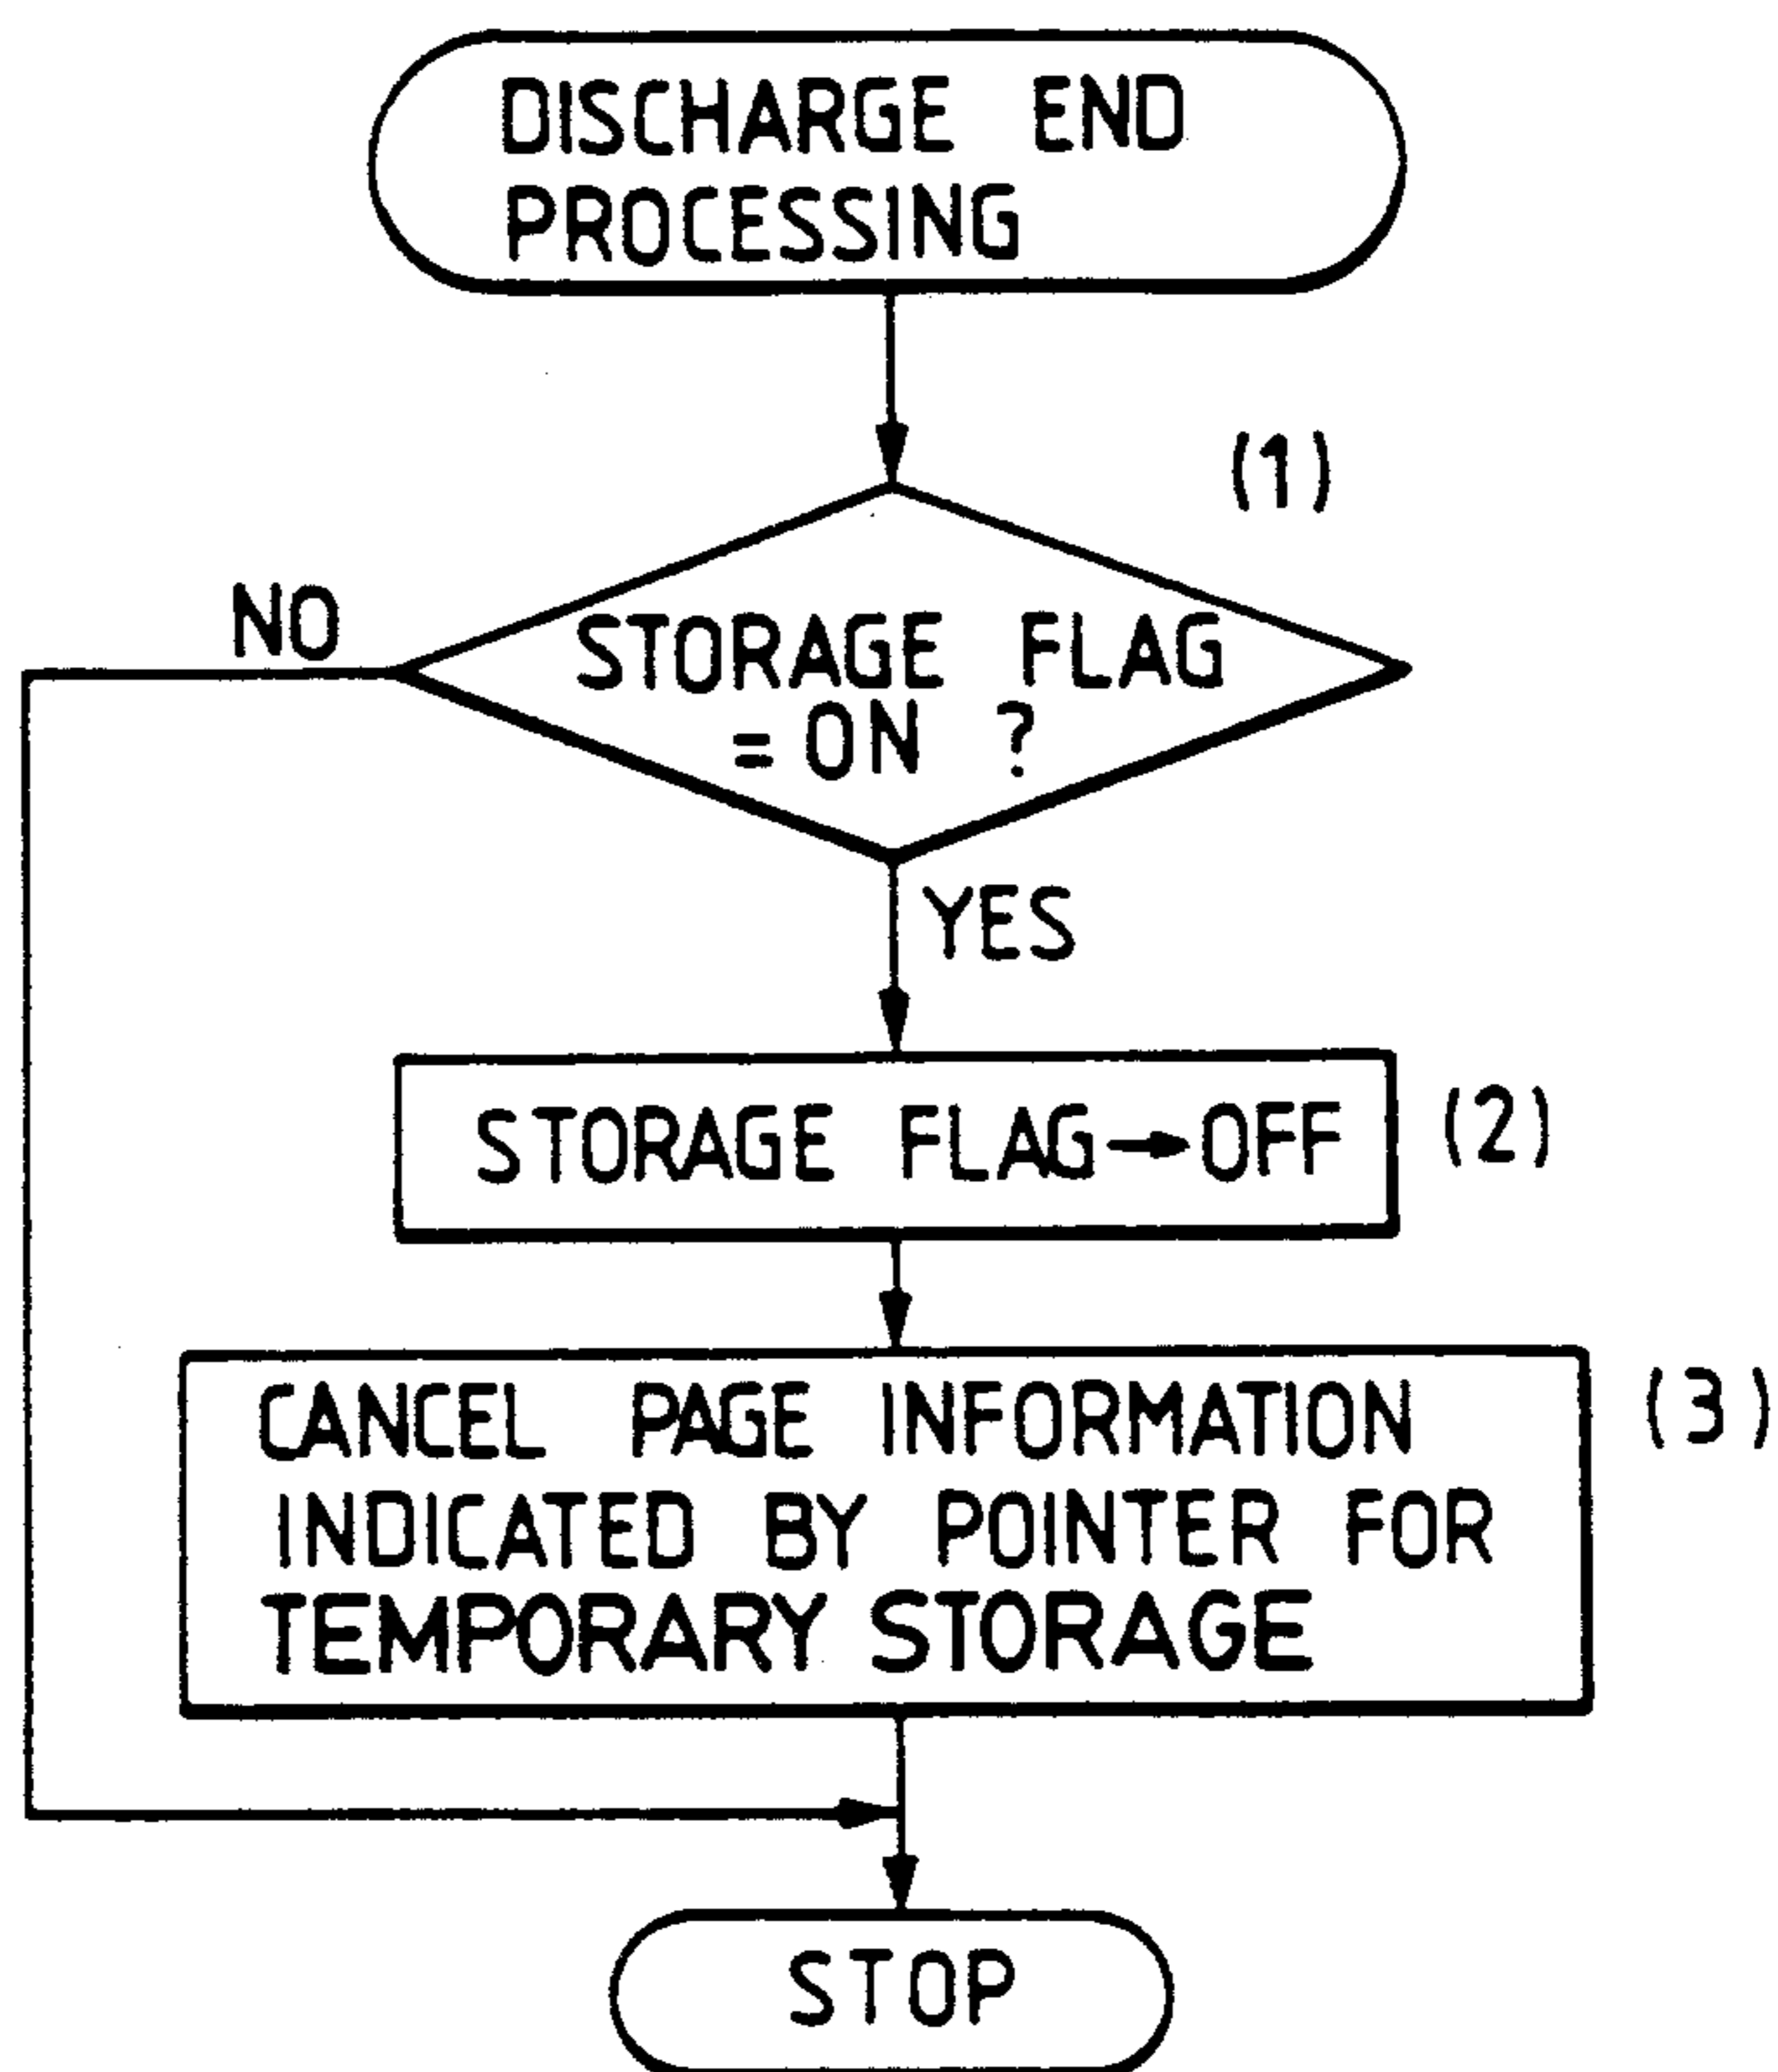 DISCHARGE END
PROCESSING
(1)
NO
STORAGE FLAG
= ON ?
YES
STORAGE FLAG→OFF
(2)
CANCEL PAGE INFORMATION
INDICATED BY POINTER FOR
TEMPORARY STORAGE
(3)
STOP